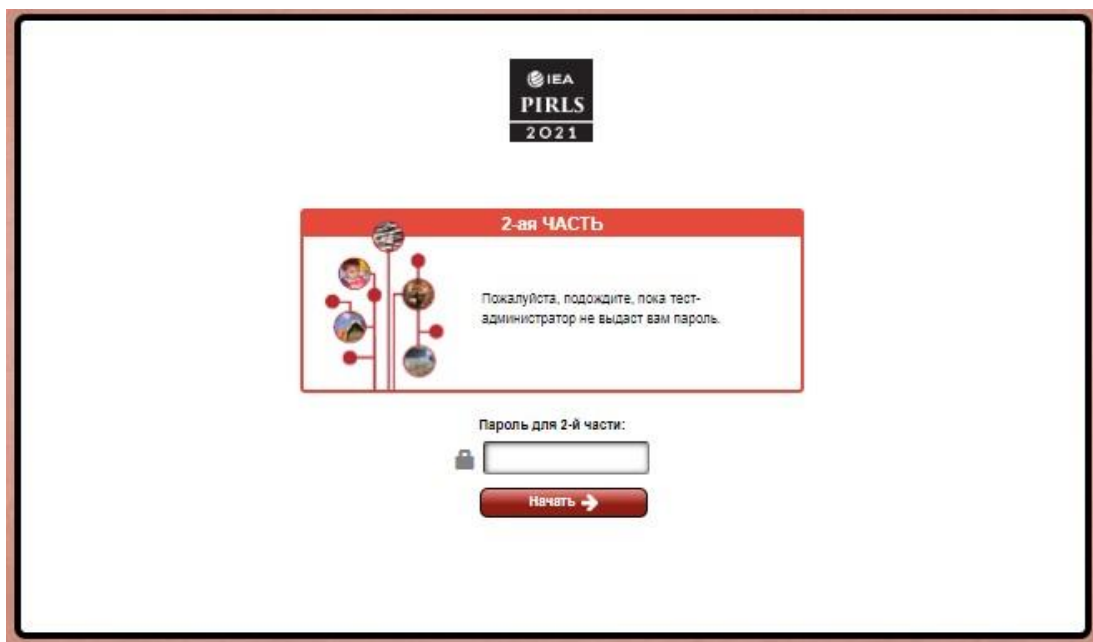 IEA
PIRLS
2021
2-ая ЧАСТЬ
Пожалуйста, подождите, пока тест-
администратор не выдаст вам пароль.
Пароль для 2-й части:
Начать